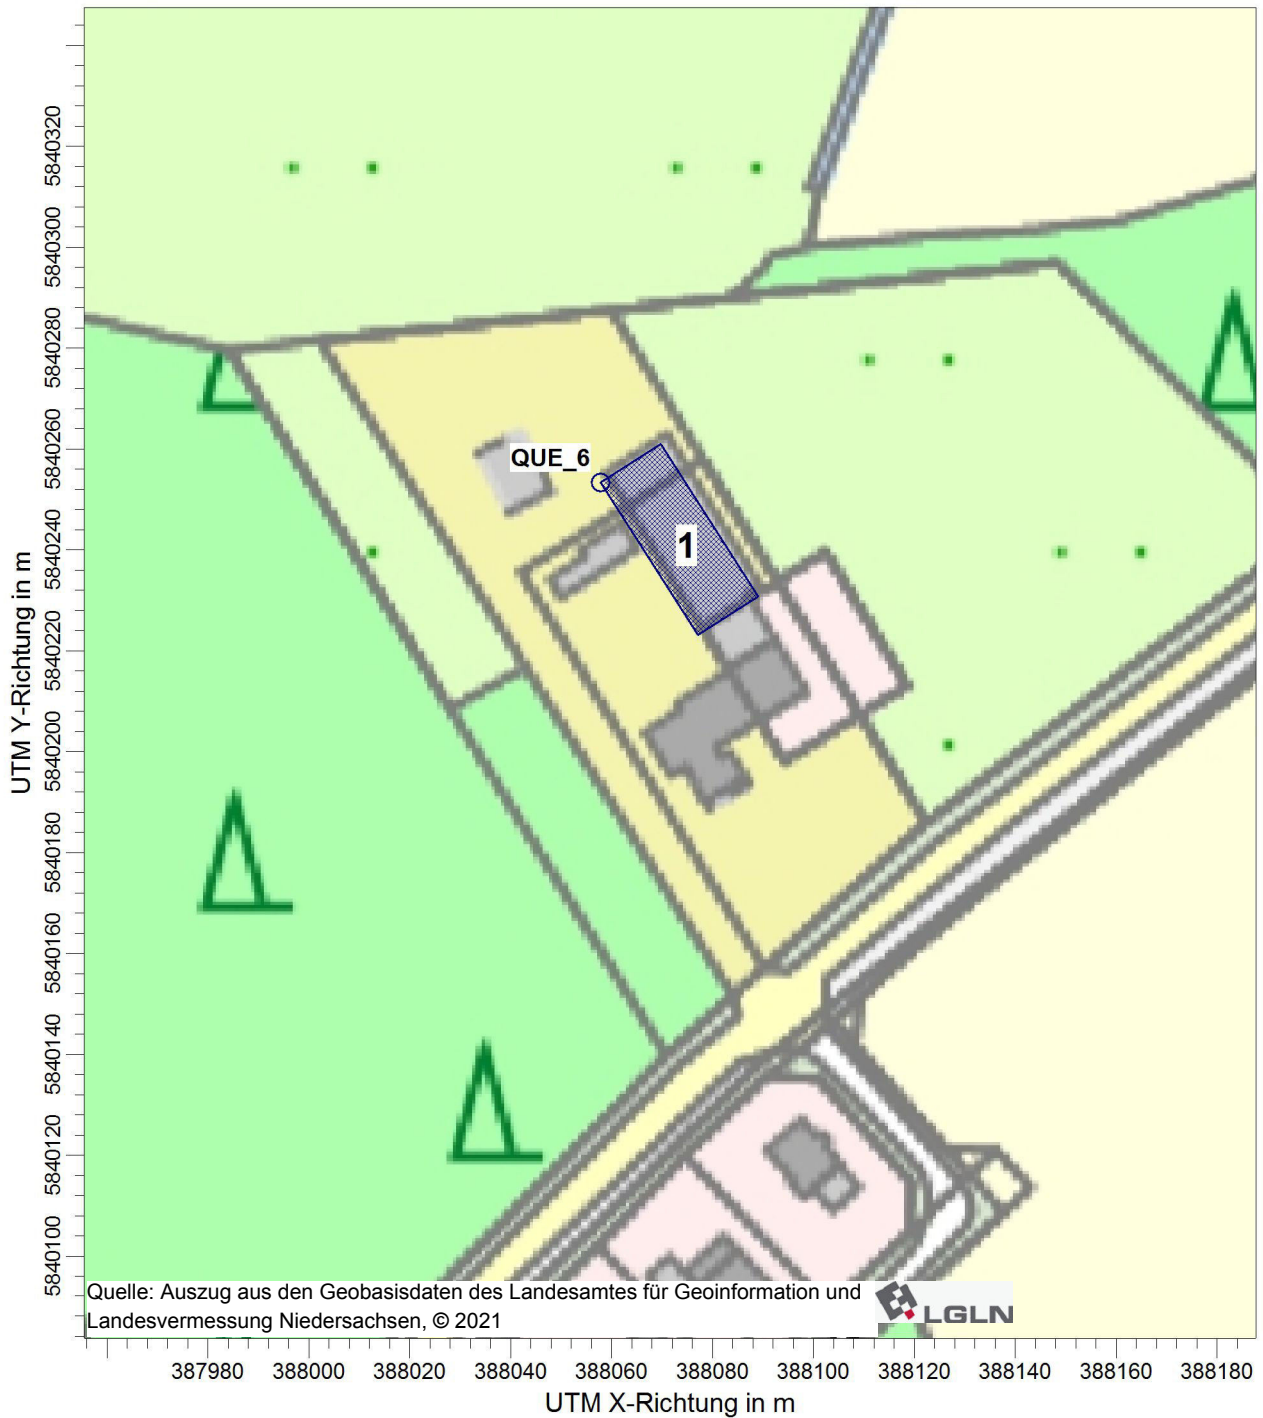 UTM Y-Richtung in m
5840320
5840300
5840280
5840260
5840240
5840220
5840200
5840180
5840160
5840140
5840120
5840100
QUE_6
1
Quelle: Auszug aus den Geobasisdaten des Landesamtes für Geoinformation und
Landesvermessung Niedersachsen, © 2021
LGLN
387980 388000 388020 388040 388060 388080 388100 388120 388140 388160 388180
UTM X-Richtung in m